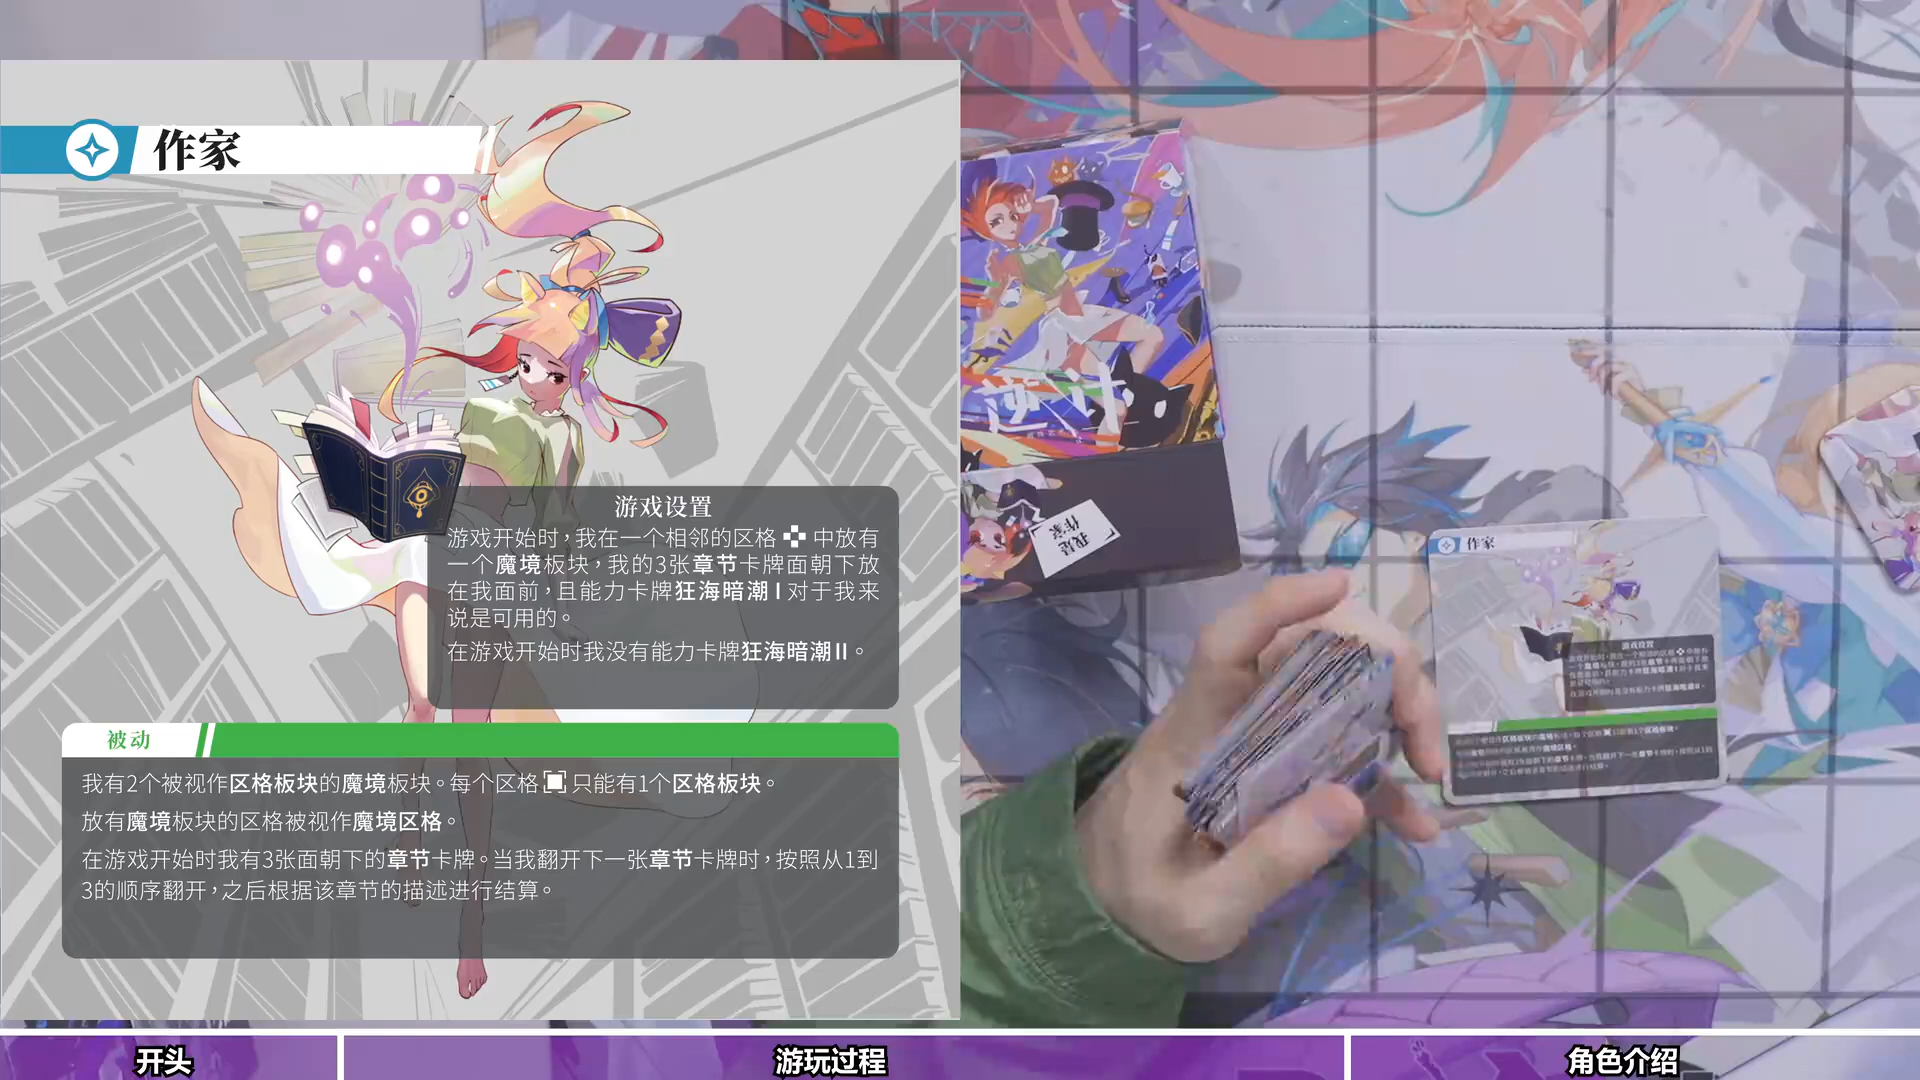 作家
游戏设置
游戏开始时，我在一个相邻的区格中放有
一个魔境板块，我的3张章节卡牌面朝下放
在我面前，且能力卡牌狂海暗潮I对于我来
说是可用的。
在游戏开始时我没有能力卡牌狂海暗潮II。
被动
我有2个被视作区格板块的魔境板块。每个区格只能有1个区格板块。
放有魔境板块的区格被视作魔境区格。
在游戏开始时我有3张面朝下的章节卡牌。当我翻开下一张章节卡牌时，按照从1到
3的顺序翻开，之后根据该章节的描述进行结算。
逆斗
我是
作家
作家
游戏设置
开头
游玩过程
角色介绍